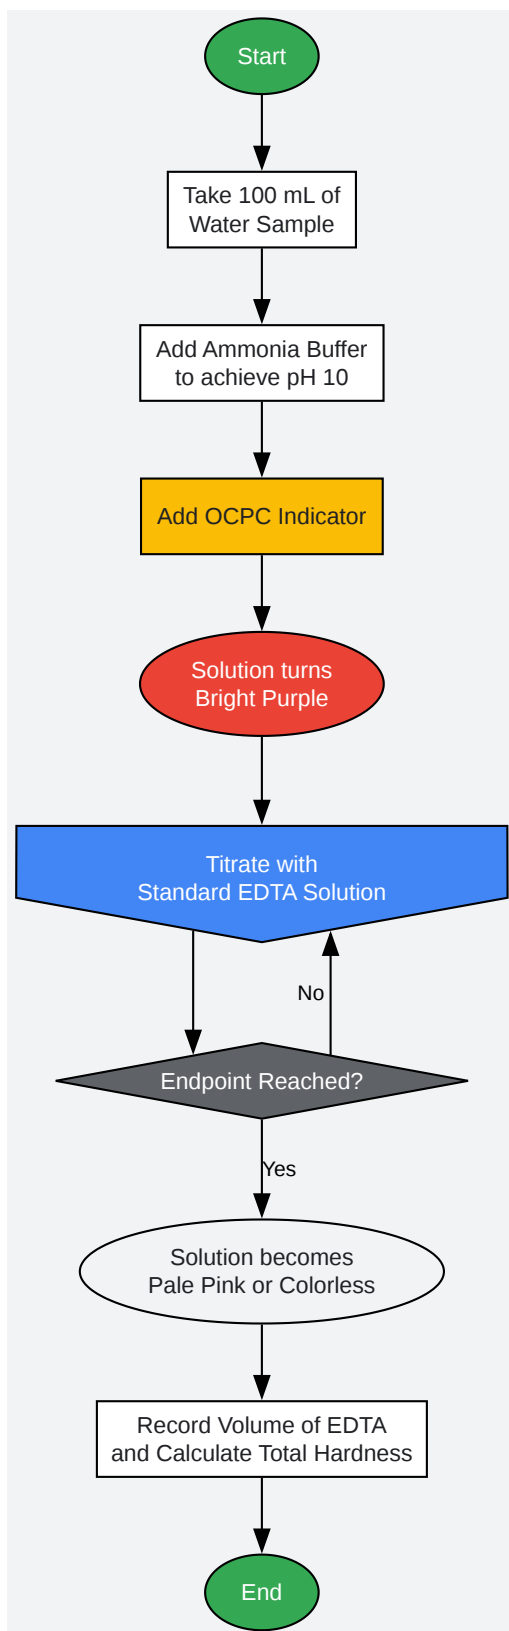 Start
Take 100 mL of
Water Sample
Add Ammonia Buffer
to achieve pH 10
Add OCPC Indicator
Solution turns
Bright Purple
Titrate with
Standard EDTA Solution
No
Endpoint Reached?
Yes
Solution becomes
Pale Pink or Colorless
Record Volume of EDTA
and Calculate Total Hardness
End